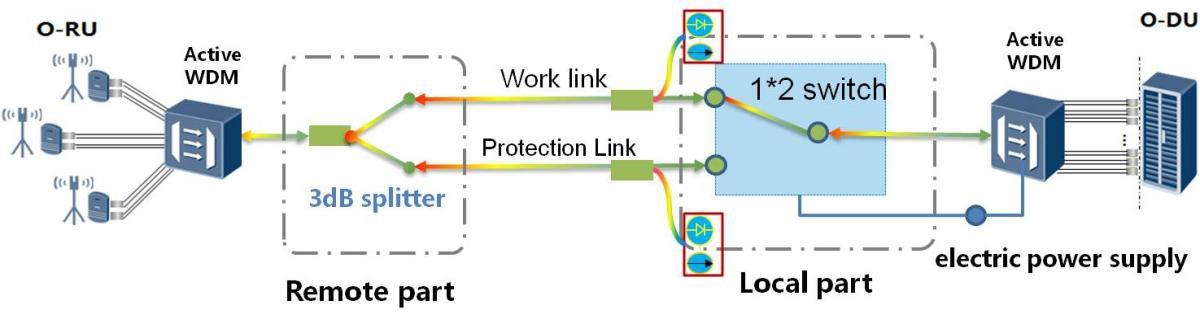 O-RU
Active
WDM
Work link
Protection Link
3dB splitter
Remote part
1*2 switch
Local part
Active
WDM
O-DU
electric power supply